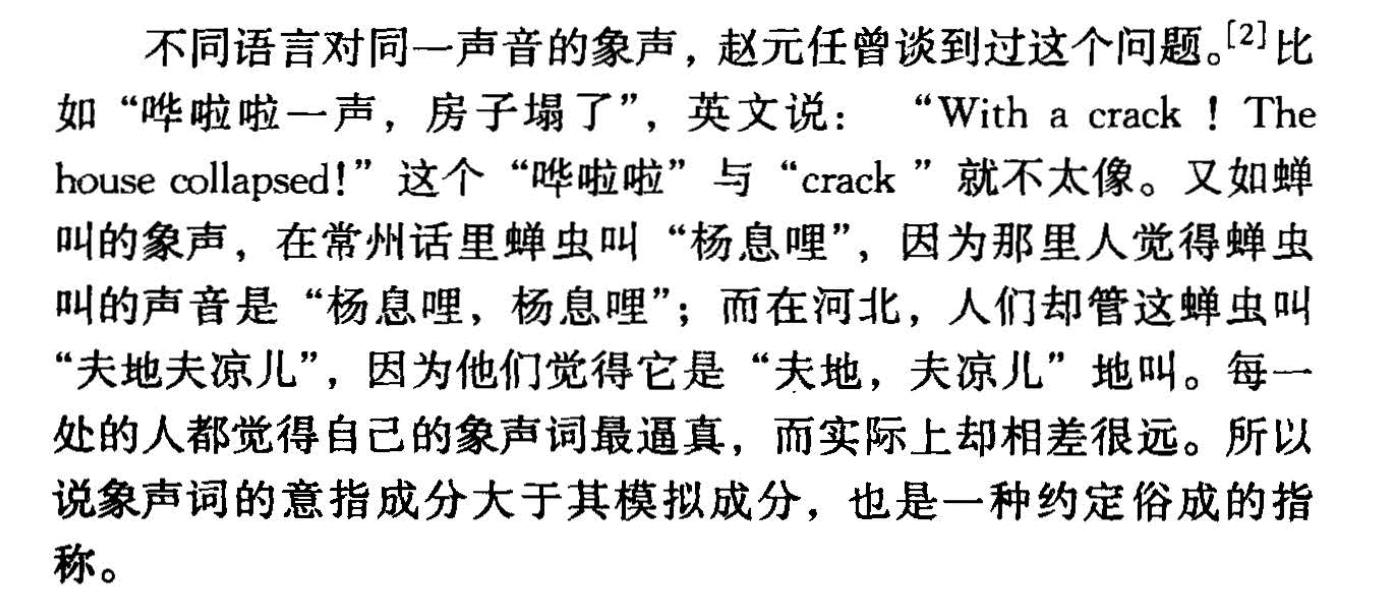 不同语言对同一声音的象声，赵元任曾谈到过这个问题。[2]比
如“哗啦啦一声，房子塌了”，英文说：“With a crack！The
house collapsed!”这个“哗啦啦”与“crack”就不太像。又如蝉
叫的象声，在常州话里蝉虫叫“杨息哩”，因为那里人觉得蝉虫
叫的声音是“杨息哩，杨息哩”；而在河北，人们却管这蝉虫叫
“夫地夫凉儿”，因为他们觉得它是“夫地，夫凉儿”地叫。每一
处的人都觉得自己的象声词最逼真，而实际上却相差很远。所以
说象声词的意指成分大于其模拟成分，也是一种约定俗成的指
称。